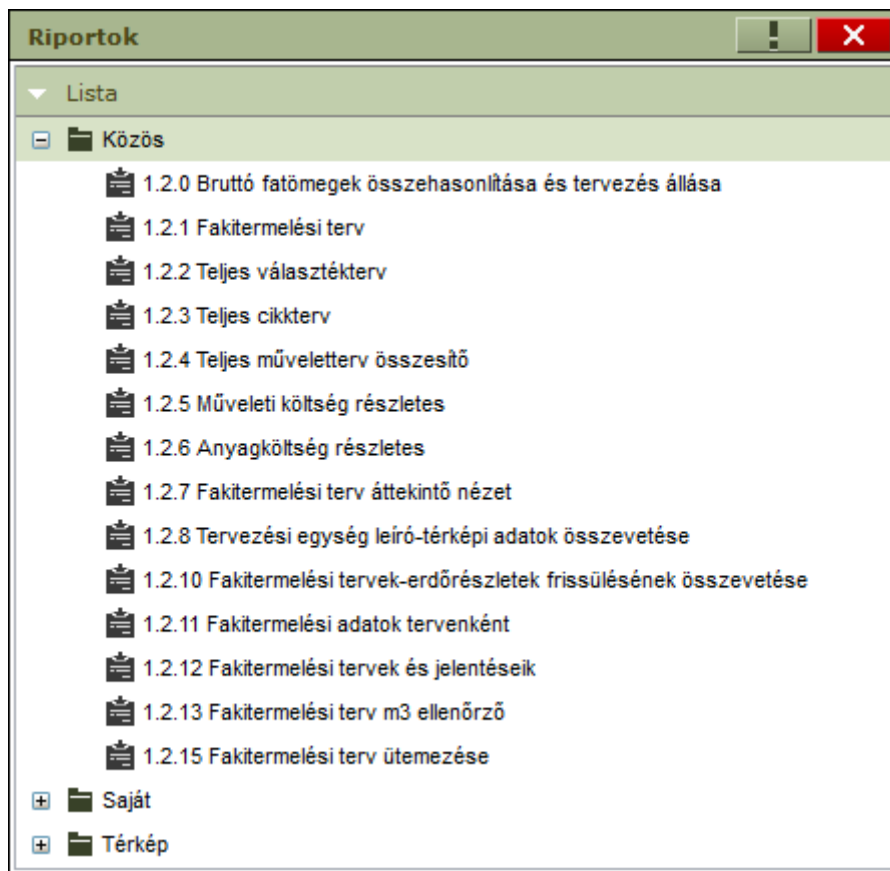 Riportok
Lista
Közös
1.2.0 Bruttó fatömegek összehasonlítása és tervezés állása
1.2.1 Fakitermelési terv
1.2.2 Teljes választékterv
1.2.3 Teljes cikkterv
1.2.4 Teljes műveletterv összesítő
1.2.5 Műveleti költség részletes
1.2.6 Anyagköltség részletes
1.2.7 Fakitermelési terv áttekintő nézet
1.2.8 Tervezési egység leíró-térképi adatok összevetése
1.2.10 Fakitermelési tervek-erdőrészletek frissülésének összevetése
1.2.11 Fakitermelési adatok tervenként
1.2.12 Fakitermelési tervek és jelentéseik
1.2.13 Fakitermelési terv m3 ellenőrző
1.2.15 Fakitermelési terv ütemezése
Saját
Térkép